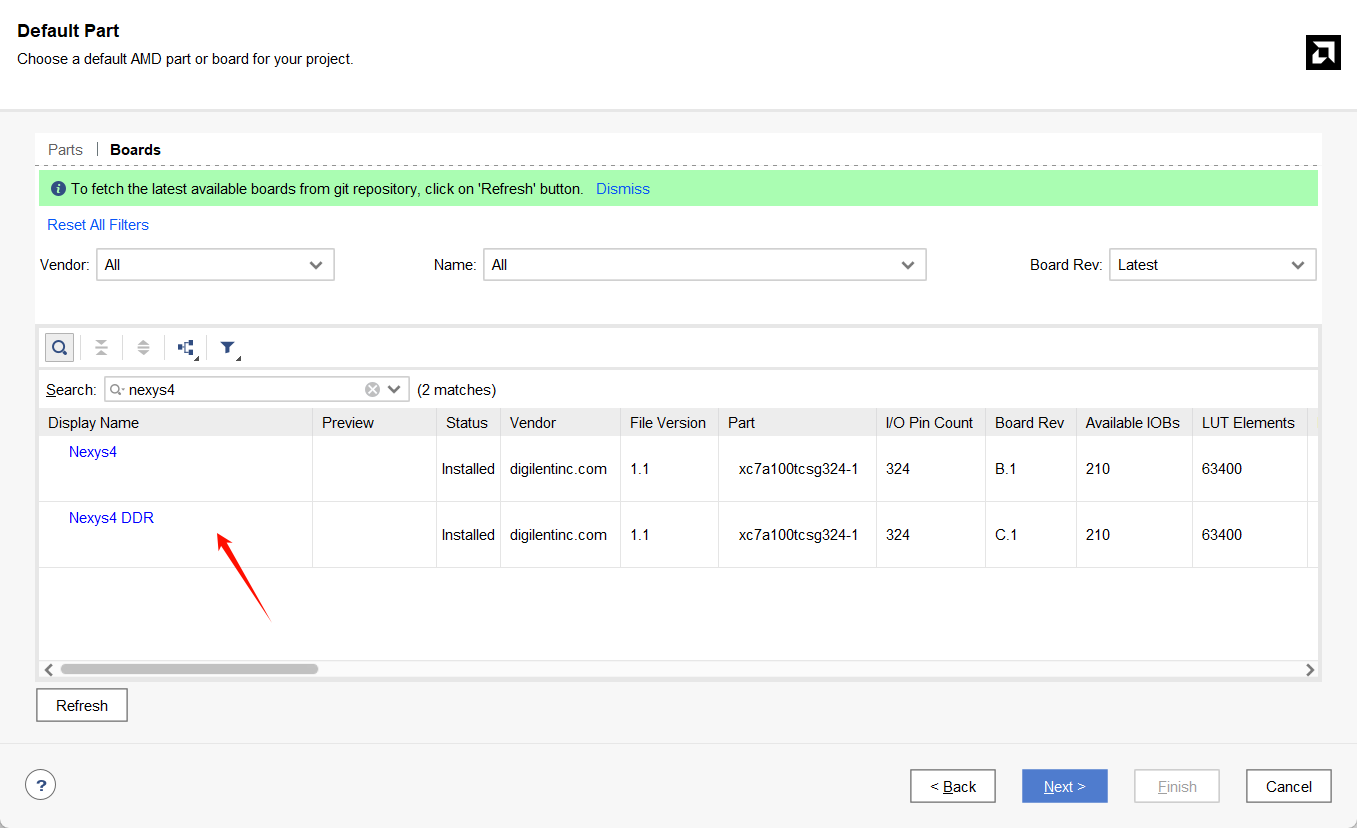 Default Part
Choose a default AMD part or board for your project.
Parts | Boards
To fetch the latest available boards from git repository, click on 'Refresh' button. Dismiss
Reset All Filters
Vendor: All Name: All Board Rev: Latest
Search: nexys4 (2 matches)
Display Name Preview Status Vendor File Version Part I/O Pin Count Board Rev Available IOBs LUT Elements
Nexys4 Installed digilentinc.com 1.1 xc7a100tcsg324-1 324 B.1 210 63400
Nexys4 DDR Installed digilentinc.com 1.1 xc7a100tcsg324-1 324 C.1 210 63400
Refresh
? < Back Next > Finish Cancel